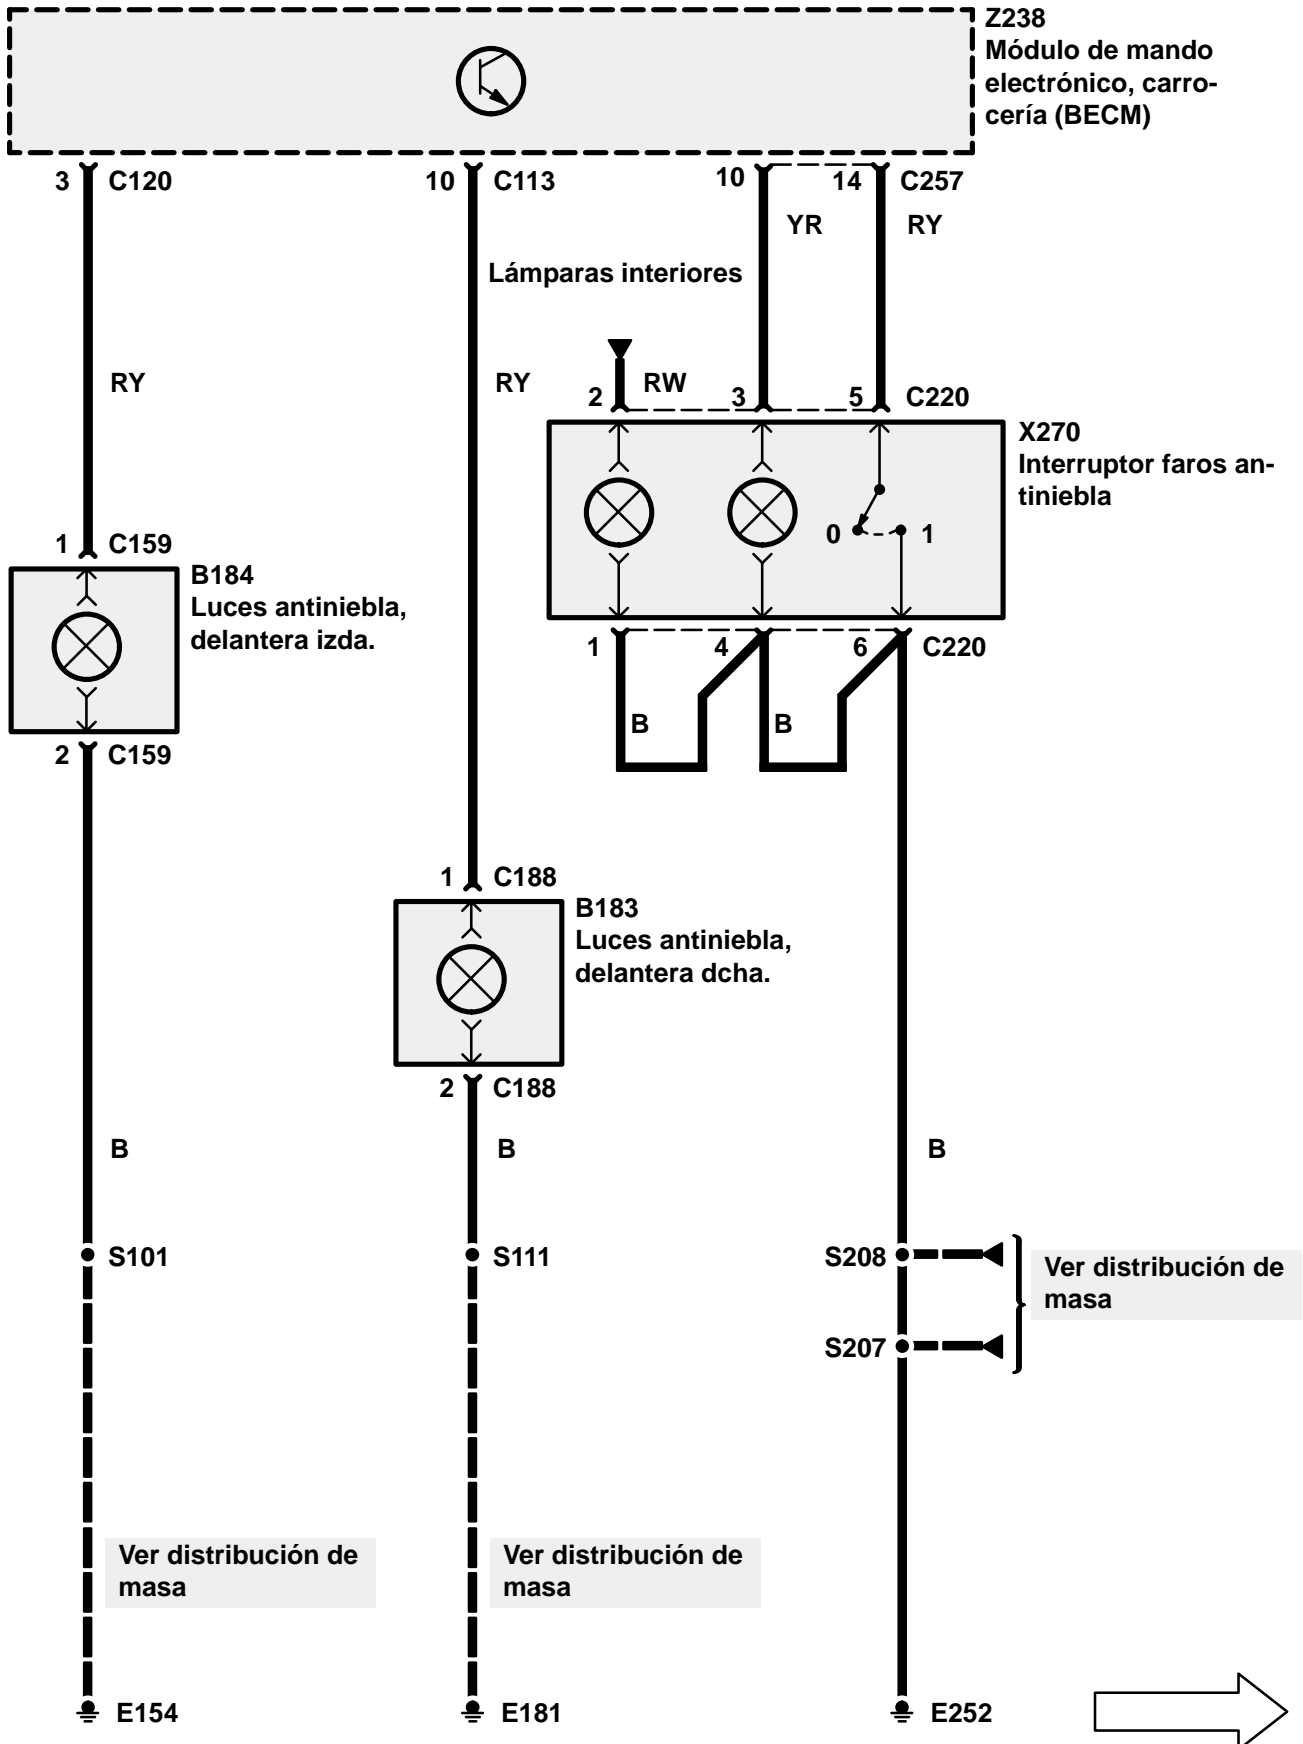 Z238
Módulo de mando
electrónico, carro-
cería (BECM)
3 C120
10 C113
10
14 C257
YR
RY
Lámparas interiores
RY
RY
2
RW
3
5 C220
X270
Interruptor faros an-
tiniebla
0
1
1 C159
B184
Luces antiniebla,
delantera izda.
2 C159
1
4
6 C220
B
B
1 C188
B183
Luces antiniebla,
delantera dcha.
2 C188
B
B
B
S101
S111
S208
S207
Ver distribución de
masa
Ver distribución de
masa
Ver distribución de
masa
E154
E181
E252